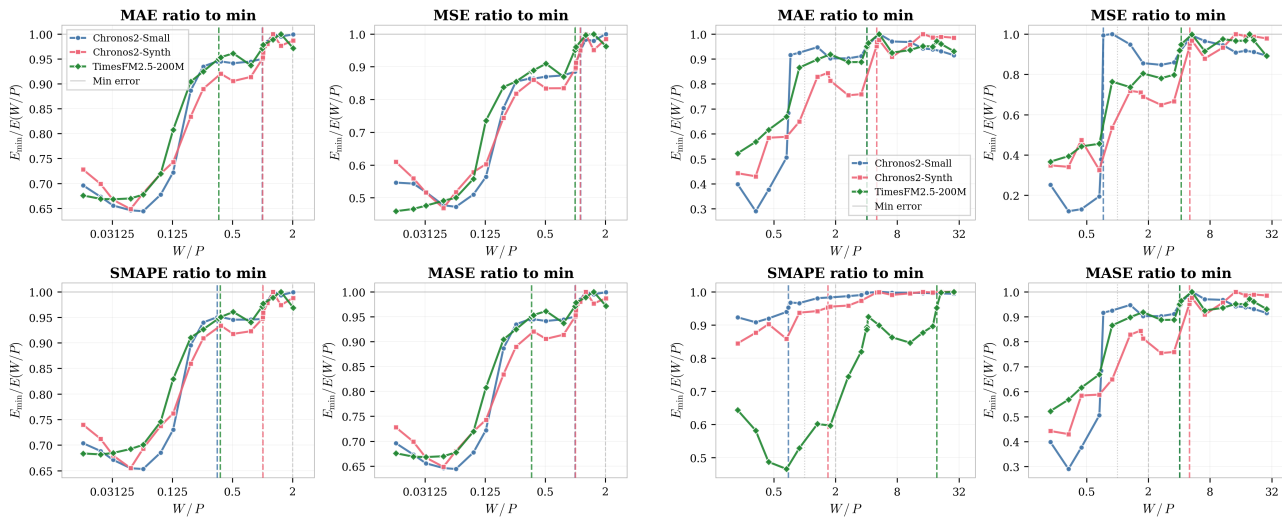 MAE ratio to min
MSE ratio to min
MAE ratio to min
MSE ratio to min
Chronos2-Small
Chronos2-Synth
TimesFM2.5-200M
Min error
Chronos2-Small
Chronos2-Synth
TimesFM2.5-200M
Min error
E_min/E(W/P)
1.00
0.95
0.90
0.85
0.80
0.75
0.70
0.65
0.03125
0.125
0.5
2
W/P
E_min/E(W/P)
1.0
0.9
0.8
0.7
0.6
0.5
0.03125
0.125
0.5
2
W/P
E_min/E(W/P)
1.0
0.9
0.8
0.7
0.6
0.5
0.4
0.3
0.5
2
8
32
W/P
E_min/E(W/P)
1.0
0.8
0.6
0.4
0.2
0.5
2
8
32
W/P
SMAPE ratio to min
MASE ratio to min
SMAPE ratio to min
MASE ratio to min
E_min/E(W/P)
1.00
0.95
0.90
0.85
0.80
0.75
0.70
0.65
0.03125
0.125
0.5
2
W/P
E_min/E(W/P)
1.00
0.95
0.90
0.85
0.80
0.75
0.70
0.65
0.03125
0.125
0.5
2
W/P
E_min/E(W/P)
1.0
0.9
0.8
0.7
0.6
0.5
0.5
2
8
32
W/P
E_min/E(W/P)
1.0
0.9
0.8
0.7
0.6
0.5
0.4
0.3
0.5
2
8
32
W/P